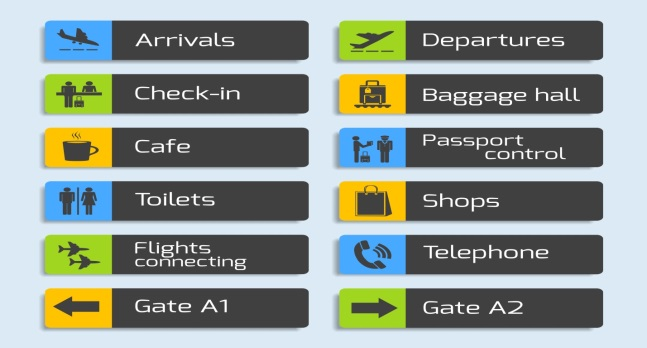 Arrivals
Departures
Check-in
Baggage hall
Cafe
Passport
control
Toilets
Shops
Flights
connecting
Telephone
Gate A1
Gate A2